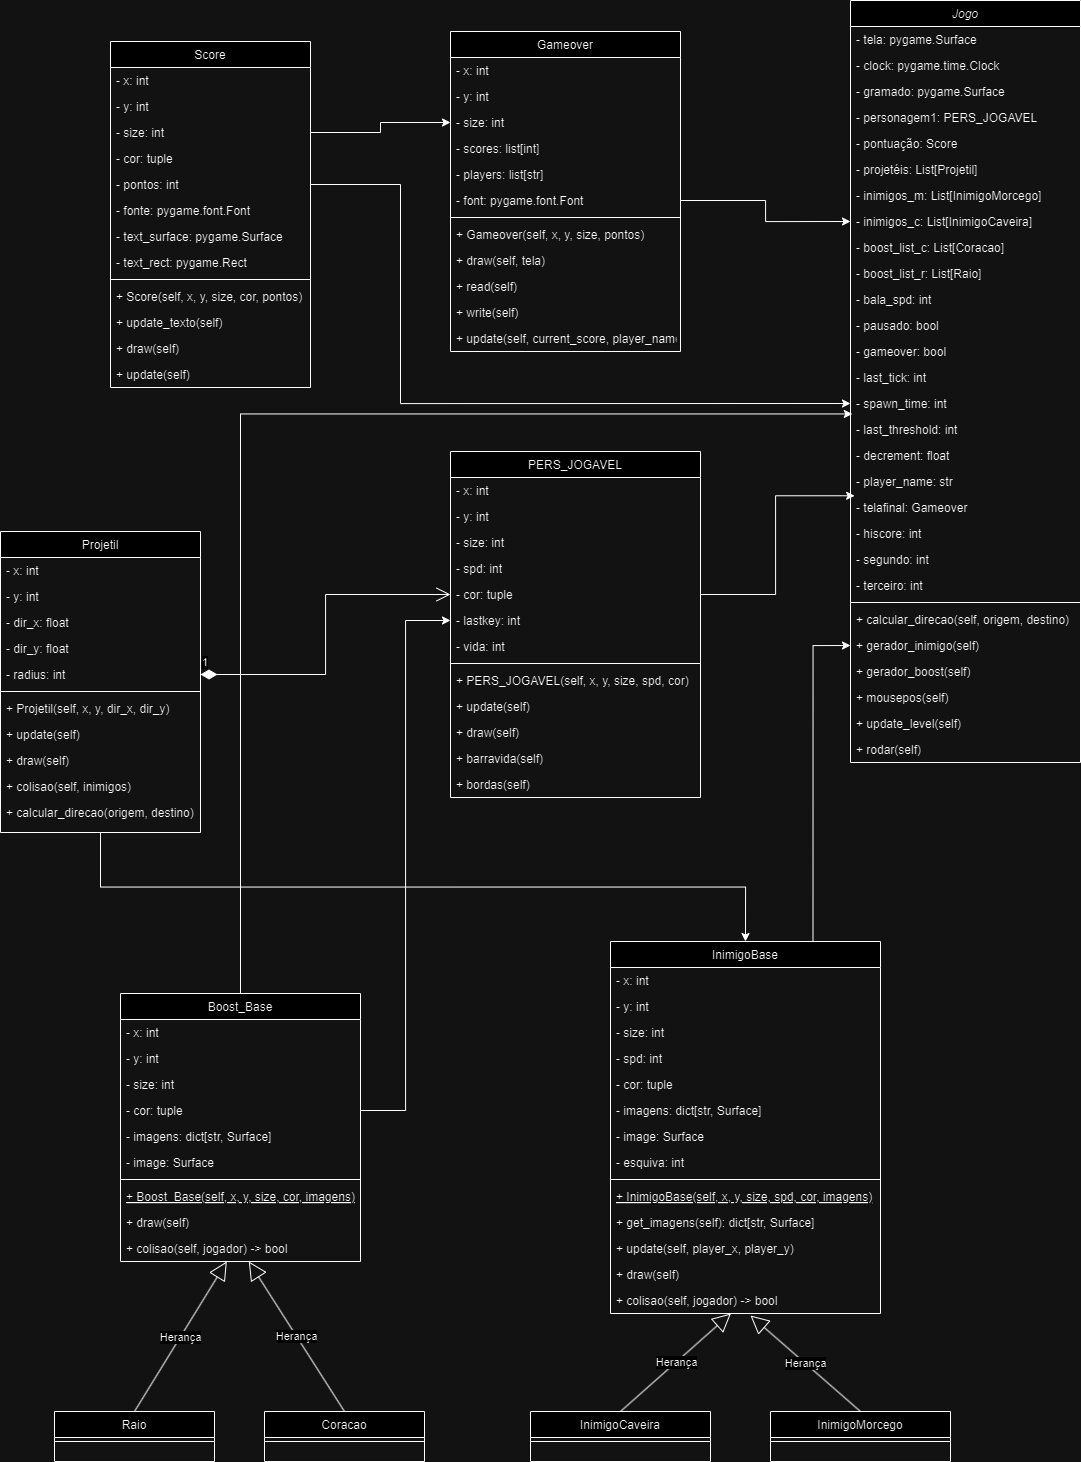 Score
- x: int
- y: int
- size: int
- cor: tuple
- pontos: int
- fonte: pygame.font.Font
- text_surface: pygame.Surface
- text_rect: pygame.Rect
+ Score(self, x, y, size, cor, pontos)
+ update_texto(self)
+ draw(self)
+ update(self)
Gameover
- x: int
- y: int
- size: int
- scores: list[int]
- players: list[str]
- font: pygame.font.Font
+ Gameover(self, x, y, size, pontos)
+ draw(self, tela)
+ read(self)
+ write(self)
+ update(self, current_score, player_nam
Jogo
- tela: pygame.Surface
- clock: pygame.time.Clock
- gramado: pygame.Surface
- personagem1: PERS_JOGAVEL
- pontuação: Score
- projetéis: List[Projetil]
- inimigos_m: List[InimigoMorcego]
- inimigos_c: List[InimigoCaveira]
- boost_list_c: List[Coracao]
- boost_list_r: List[Raio]
- bala_spd: int
- pausado: bool
- gameover: bool
- last_tick: int
- spawn_time: int
- last_threshold: int
- decrement: float
- player_name: str
- telafinal: Gameover
- hiscore: int
- segundo: int
- terceiro: int
+ calcular_direcao(self, origem, destino)
+ gerador_inimigo(self)
+ gerador_boost(self)
+ mousepos(self)
+ update_level(self)
+ rodar(self)
PERS_JOGAVEL
- x: int
- y: int
- size: int
- spd: int
- cor: tuple
- lastkey: int
- vida: int
+ PERS_JOGAVEL(self, x, y, size, spd, cor)
+ update(self)
+ draw(self)
+ barravida(self)
+ bordas(self)
Projetil
- x: int
- y: int
- dir_x: float
- dir_y: float
- radius: int
+ Projetil(self, x, y, dir_x, dir_y)
+ update(self)
+ draw(self)
+ colisao(self, inimigos)
+ calcular_direcao(origem, destino)
1
Boost_Base
- x: int
- y: int
- size: int
- cor: tuple
- imagens: dict[str, Surface]
- image: Surface
+ Boost_Base(self, x, y, size, cor, imagens)
+ draw(self)
+ colisao(self, jogador) -> bool
InimigoBase
- x: int
- y: int
- size: int
- spd: int
- cor: tuple
- imagens: dict[str, Surface]
- image: Surface
- esquiva: int
+ InimigoBase(self, x, y, size, spd, cor, imagens)
+ get_imagens(self): dict[str, Surface]
+ update(self, player_x, player_y)
+ draw(self)
+ colisao(self, jogador) -> bool
Herança
Herança
Herança
Herança
Raio
Coracao
InimigoCaveira
InimigoMorcego